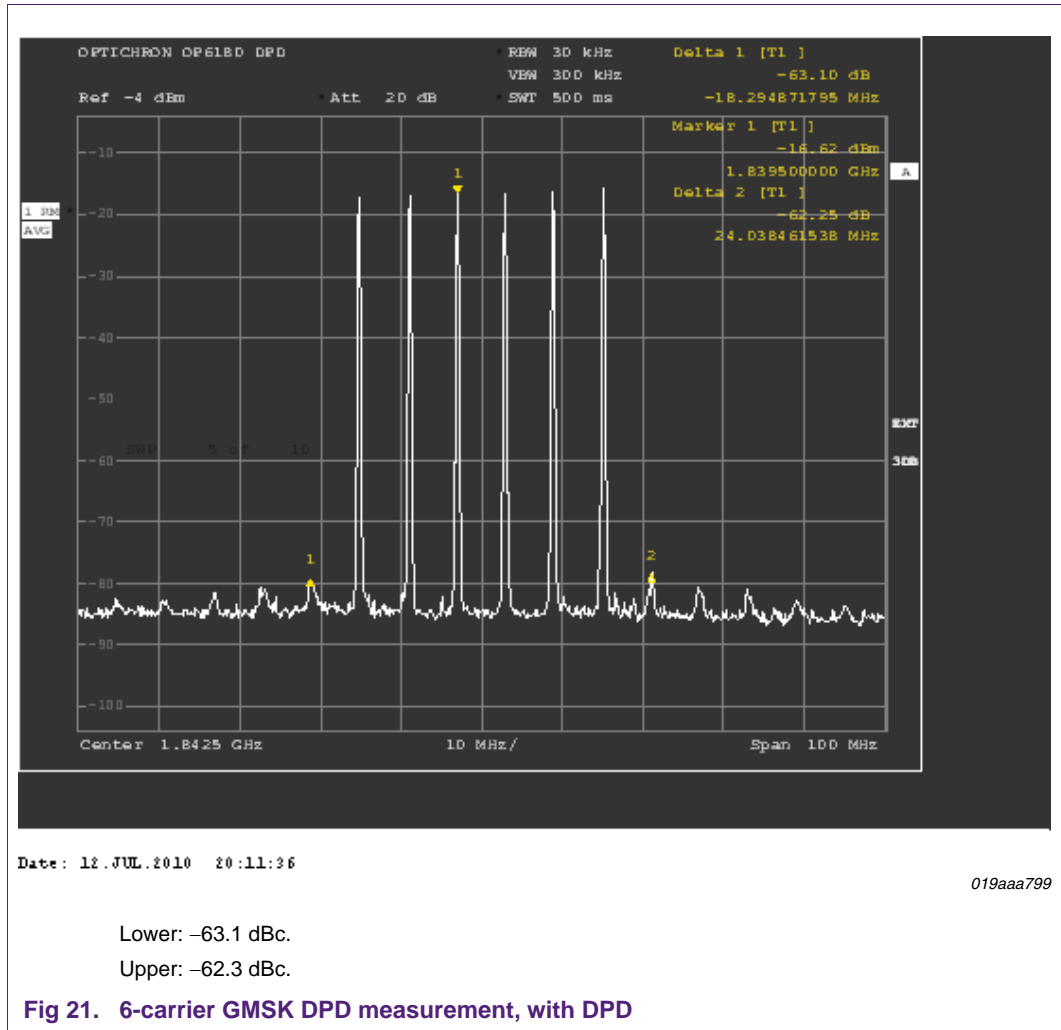 OPTICHRON OP6180 DPD
* RBW 30 kHz
Delta 1 [T1 ]
VBW 300 kHz
-63.10 dB
Ref -4 dBm
* Att 20 dB
* SWT 500 ms
-18.294871795 MHz
Marker 1 [T1 ]
-10
-16.62 dBm
1
1.839500000 GHz
A
Delta 2 [T1 ]
1 RM *
-20
-62.25 dB
AVG
24.038461538 MHz
-30
-40
-50
EXT
SWP 5 of 10
-60
3DB
-70
1
2
-80
-90
-100
Center 1.8425 GHz
10 MHz/
Span 100 MHz
Date: 12.JUL.2010 20:11:36
019aaa799
Lower: −63.1 dBc.
Upper: −62.3 dBc.
Fig 21. 6-carrier GMSK DPD measurement, with DPD